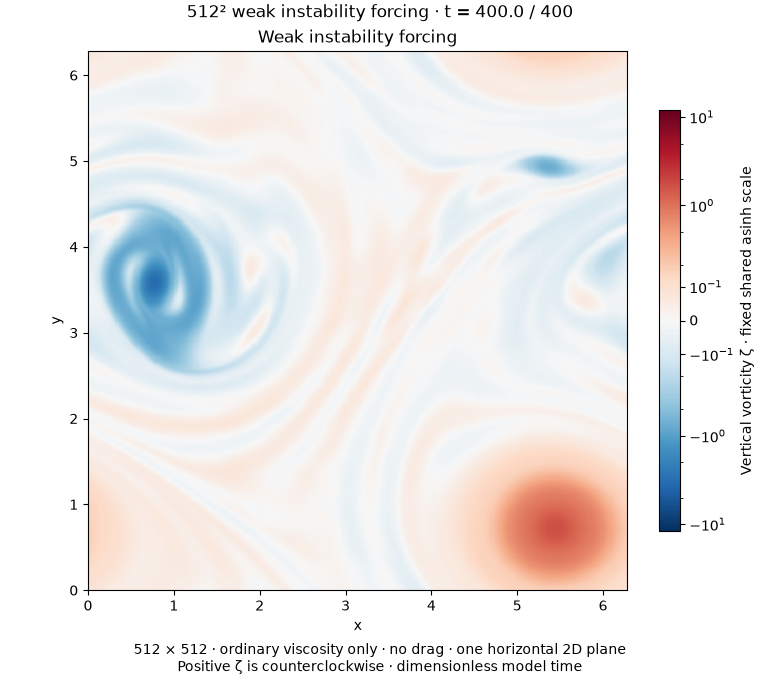 512² weak instability forcing · t = 400.0 / 400
Weak instability forcing
6
5
4
3
2
1
0
y
0 1 2 3 4 5 6
x
10¹
10⁰
10⁻¹
0
−10⁻¹
−10⁰
−10¹
Vertical vorticity ζ · fixed shared asinh scale
512 × 512 · ordinary viscosity only · no drag · one horizontal 2D plane
Positive ζ is counterclockwise · dimensionless model time